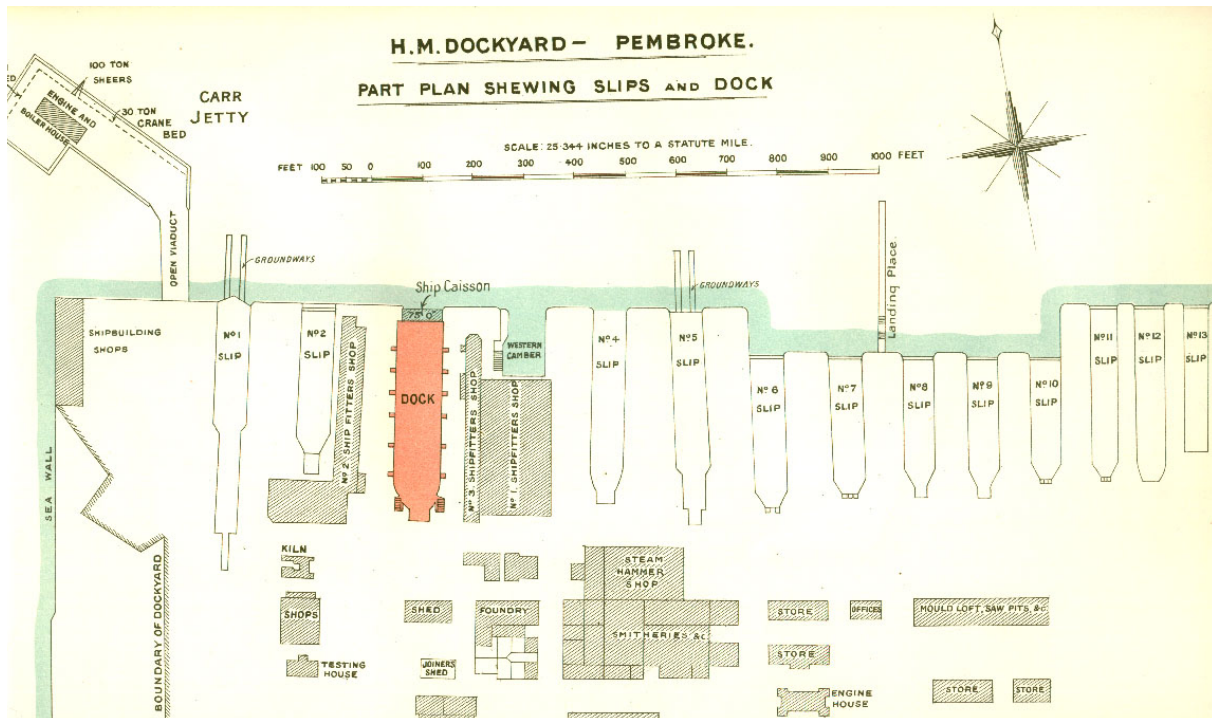 H.M. DOCKYARD — PEMBROKE.
PART PLAN SHEWING SLIPS AND DOCK
SCALE: 25·344 INCHES TO A STATUTE MILE.
FEET 100 50 0 100 200 300 400 500 600 700 800 900 1000 FEET
100 TON
SHEERS
ENGINE AND
BOILER HOUSE
30 TON
CRANE
BED
CARR
JETTY
OPEN VIADUCT
GROUNDWAYS
Ship Caisson
75' 0"
GROUNDWAYS
Landing Place.
SHIPBUILDING
SHOPS
No 1
SLIP
No 2
SLIP
No 2 SHIP FITTERS SHOP
DOCK
No 3. SHIPFITTERS SHOP
No 1. SHIPFITTERS SHOP
WESTERN
CAMBER
No 4
SLIP
No 5
SLIP
No 6
SLIP
No 7
SLIP
No 8
SLIP
No 9
SLIP
No 10
SLIP
No 11
SLIP
No 12
SLIP
No 13
SLIP
SEA WALL
BOUNDARY OF DOCKYARD
KILN
SHOPS
TESTING
HOUSE
SHED
JOINERS
SHED
FOUNDRY
STEAM
HAMMER
SHOP
SMITHERIES &c
STORE
OFFICES
MOULD LOFT, SAW PITS, &c
STORE
ENGINE
HOUSE
STORE
STORE